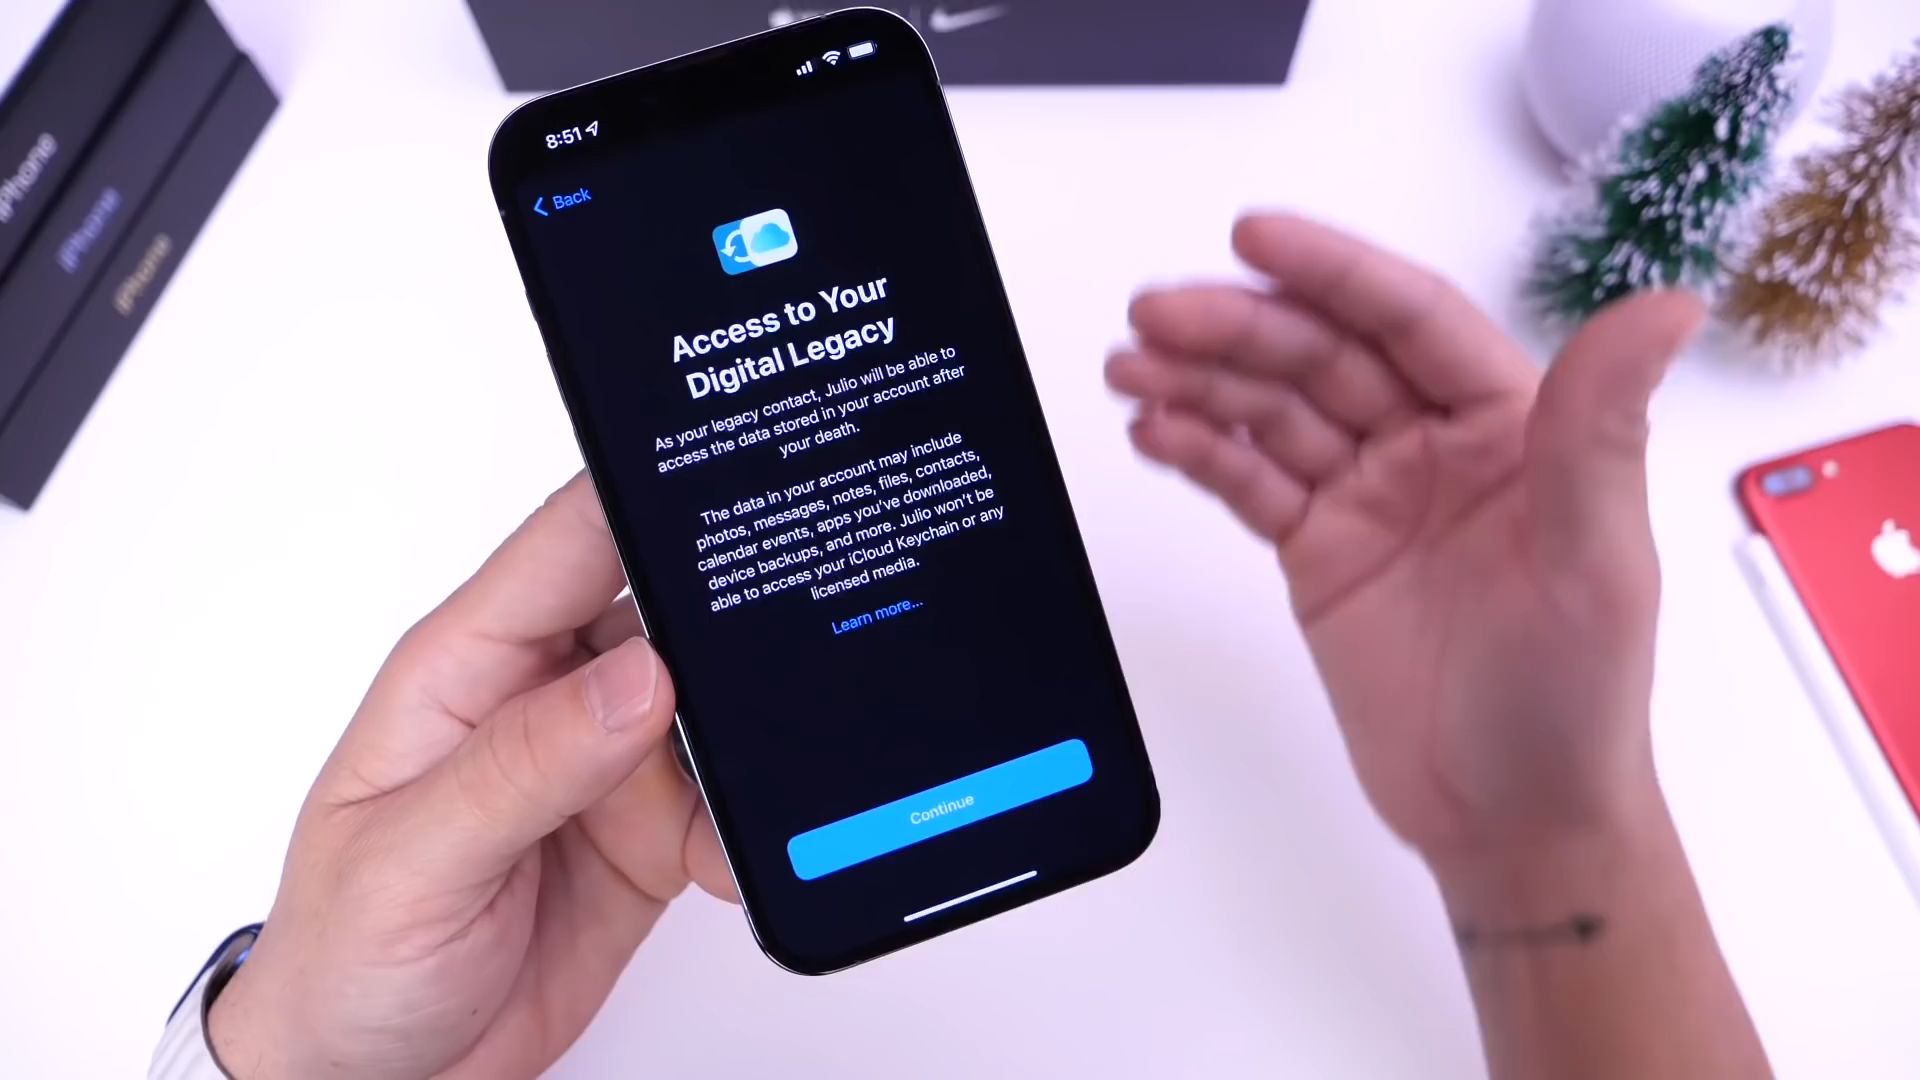 iPhone
iPhone
iPhone
8:51
Back
Access to Your
Digital Legacy
As your legacy contact, Julio will be able to
access the data stored in your account after
your death.
The data in your account may include
photos, messages, notes, files, contacts,
calendar events, apps you've downloaded,
device backups, and more. Julio won't be
able to access your iCloud Keychain or any
licensed media.
Learn more...
Continue